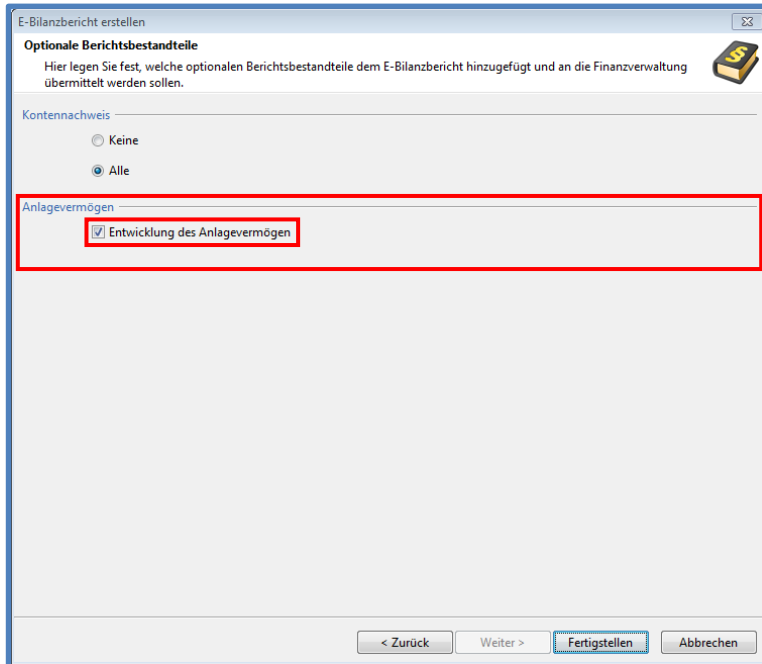 E-Bilanzbericht erstellen
Optionale Berichtsbestandteile
Hier legen Sie fest, welche optionalen Berichtsbestandteile dem E-Bilanzbericht hinzugefügt und an die Finanzverwaltung
übermittelt werden sollen.
Kontennachweis
Keine
Alle
Anlagevermögen
Entwicklung des Anlagevermögen
< Zurück Weiter > Fertigstellen Abbrechen